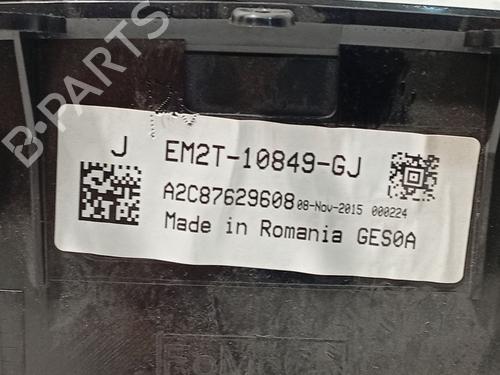 B-PARTS
J EM2T-10849-GJ
A2C87629608 08-Nov-2015 000224
Made in Romania GES0A